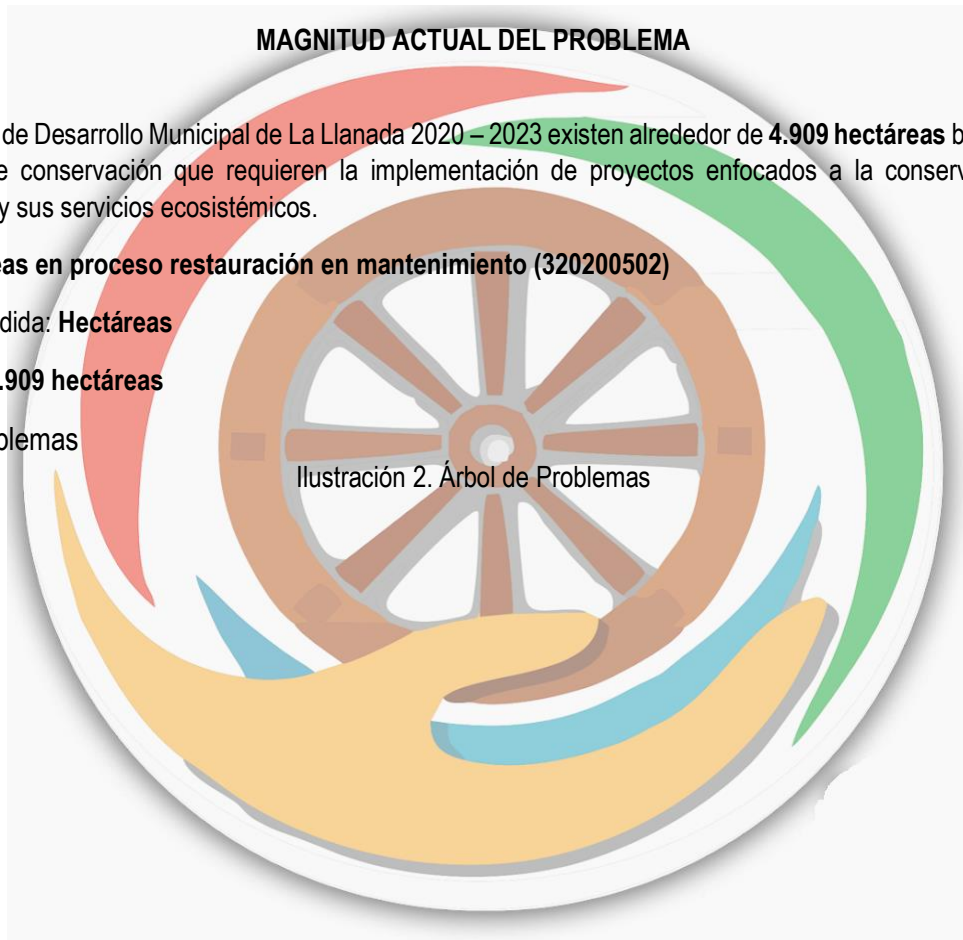 MAGNITUD ACTUAL DEL PROBLEMA
de Desarrollo Municipal de La Llanada 2020 – 2023 existen alrededor de 4.909 hectáreas b
e conservación que requieren la implementación de proyectos enfocados a la conserv
y sus servicios ecosistémicos.
eas en proceso restauración en mantenimiento (320200502)
dida: Hectáreas
.909 hectáreas
blemas
Ilustración 2. Árbol de Problemas